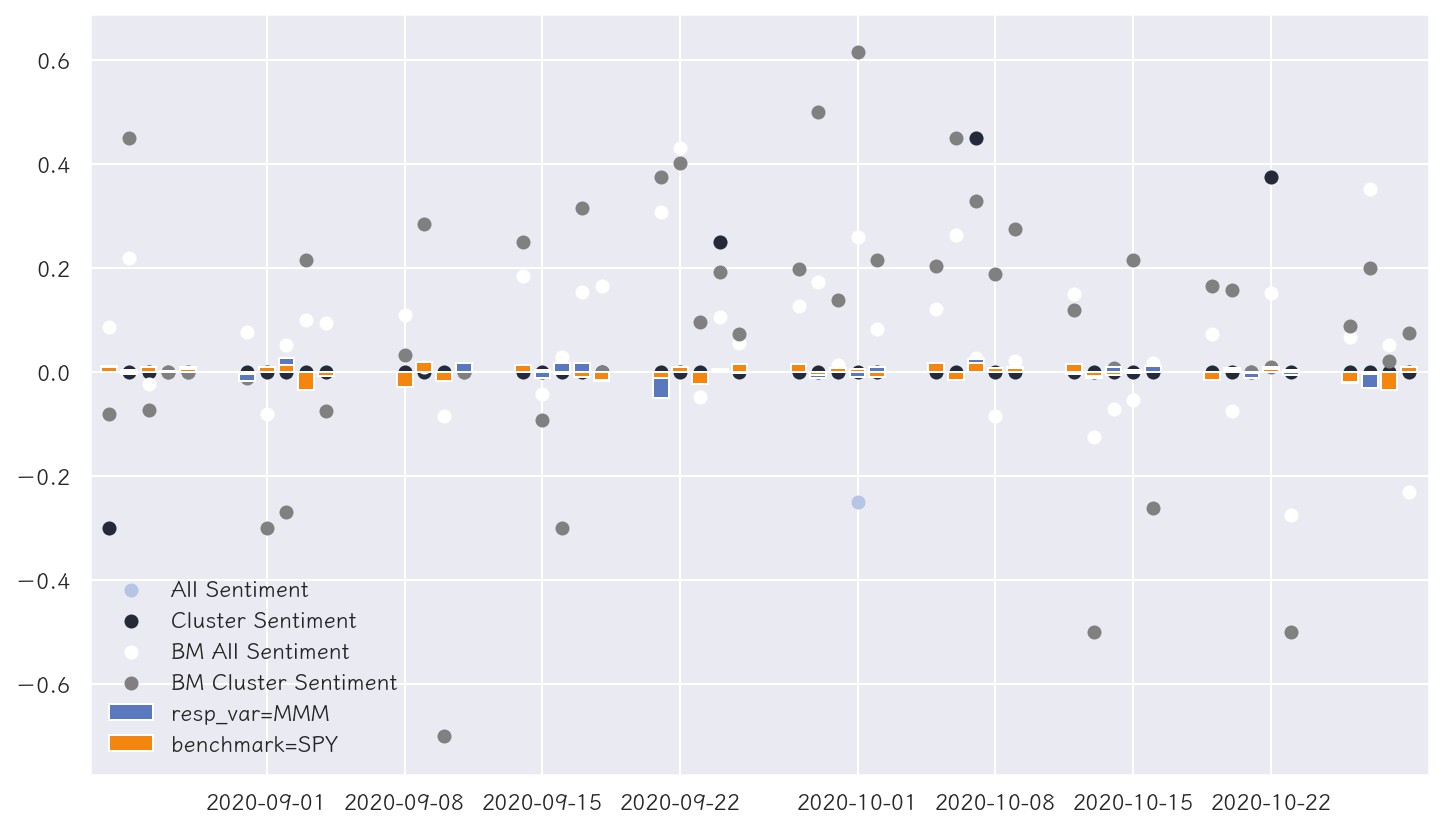 0.6
0.4
0.2
0.0
−0.2
−0.4
−0.6
All Sentiment
Cluster Sentiment
BM All Sentiment
BM Cluster Sentiment
resp_var=MMM
benchmark=SPY
2020-09-01 2020-09-08 2020-09-15 2020-09-22 2020-10-01 2020-10-08 2020-10-15 2020-10-22